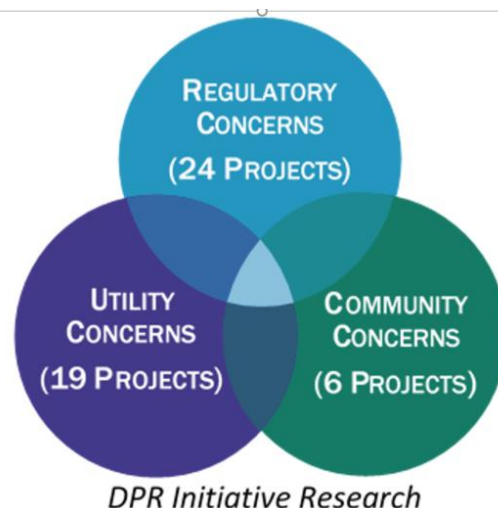 REGULATORY
CONCERNS
(24 PROJECTS)
UTILITY
CONCERNS
(19 PROJECTS)
COMMUNITY
CONCERNS
(6 PROJECTS)
DPR Initiative Research